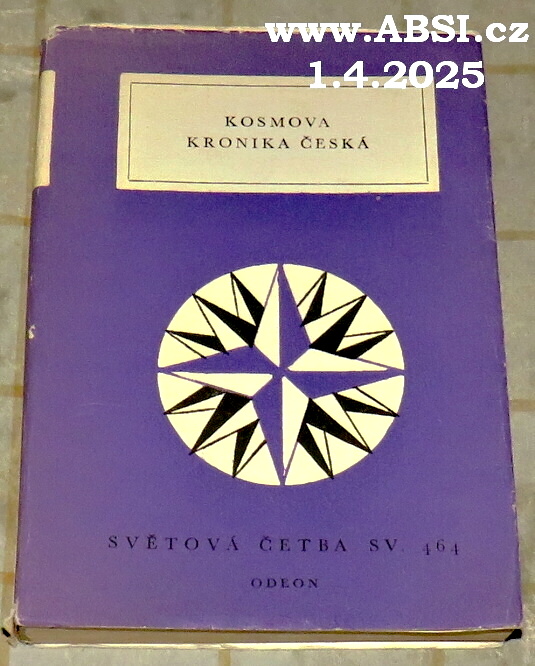 www.ABSI.cz
1.4.2025
KOSMOVA
KRONIKA ČESKÁ
SVĚTOVÁ ČETBA SV. 464
ODEON